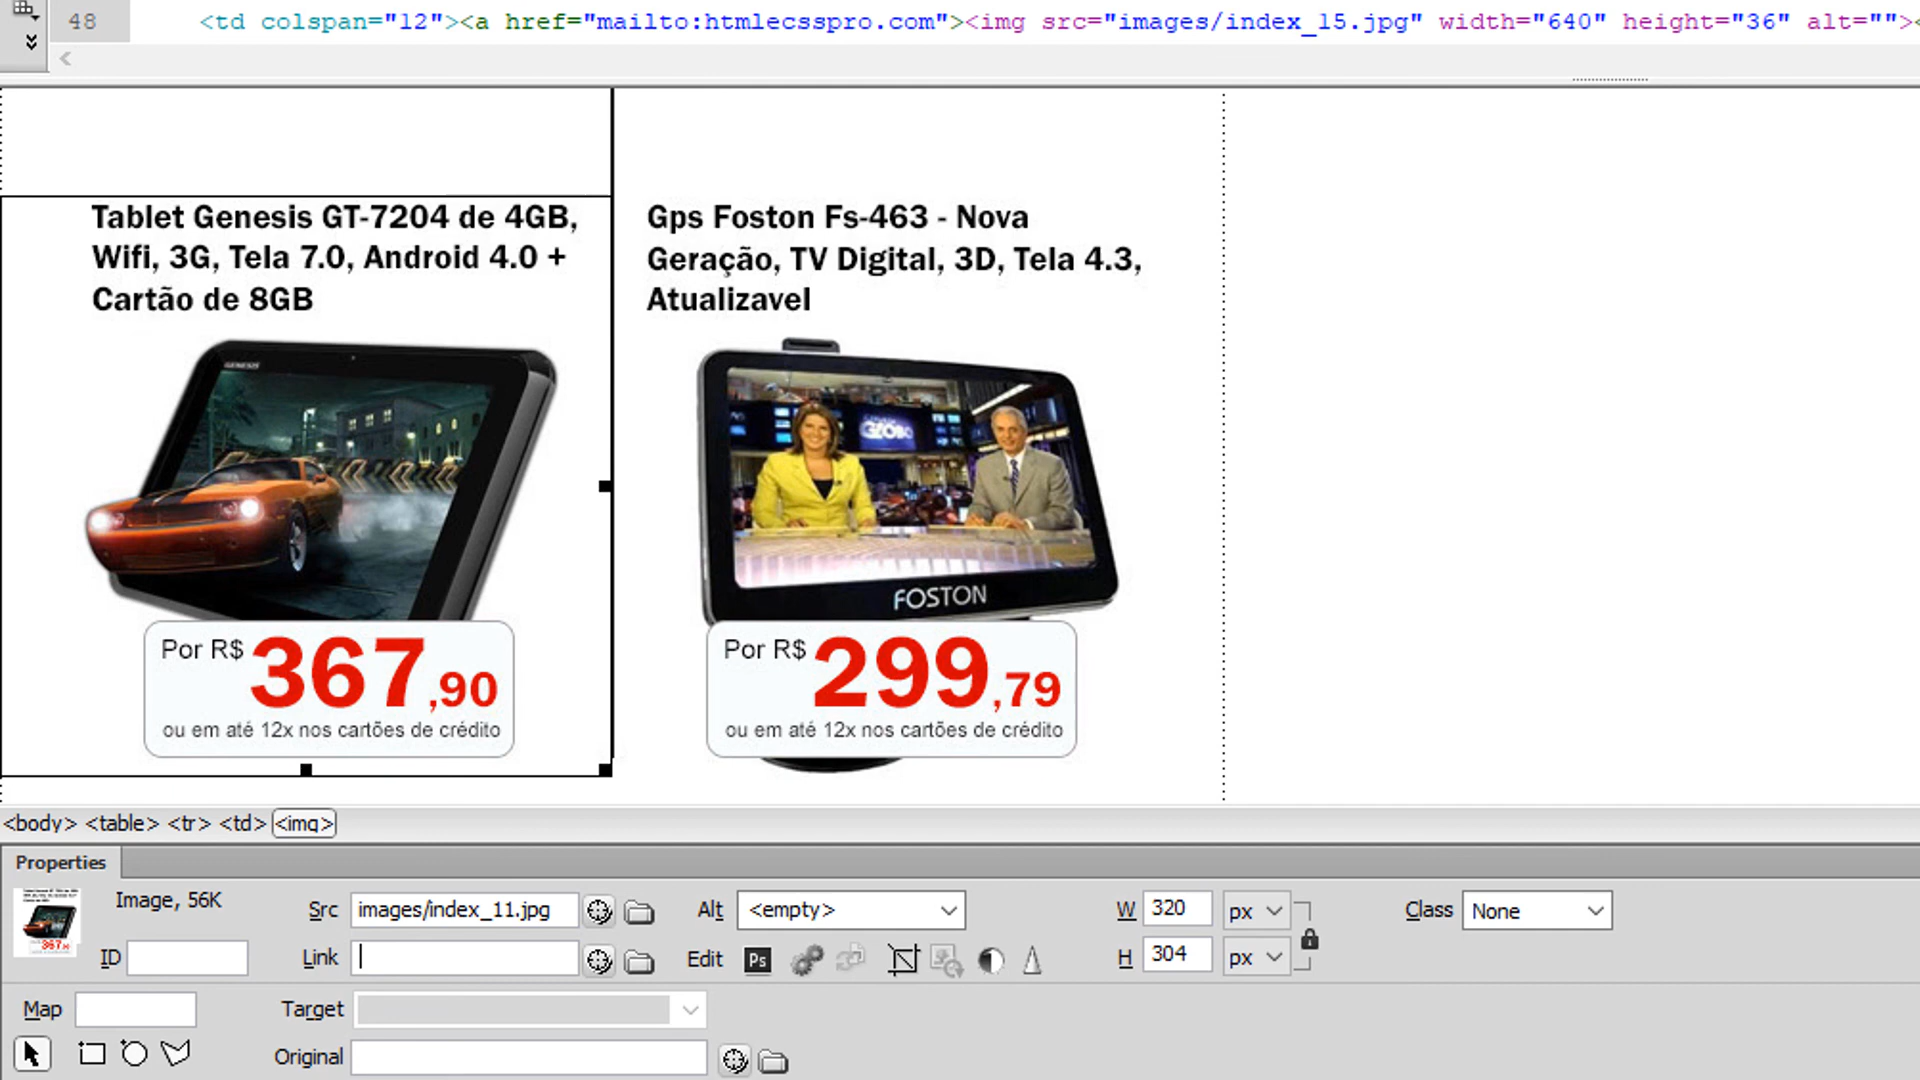 48 <td colspan="12"><a href="mailto:htmlecsspro.com"><img src="images/index_15.jpg" width="640" height="36" alt=""><
Tablet Genesis GT-7204 de 4GB,
Wifi, 3G, Tela 7.0, Android 4.0 +
Cartão de 8GB
Gps Foston Fs-463 - Nova
Geração, TV Digital, 3D, Tela 4.3,
Atualizavel
GENESIS
GLOBO
FOSTON
Por R$ 367,90
ou em até 12x nos cartões de crédito
Por R$ 299,79
ou em até 12x nos cartões de crédito
<body> <table> <tr> <td> <img>
Properties
Image, 56K
Src images/index_11.jpg
Alt <empty>
W 320 px
Class None
ID
Link
Edit Ps
H 304 px
Map
Target
Original